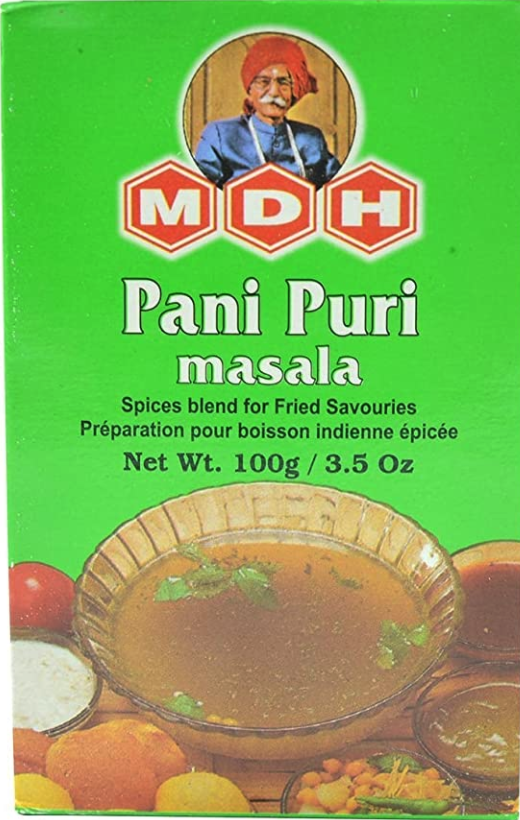 MDH
Pani Puri
masala
Spices blend for Fried Savouries
Préparation pour boisson indienne épicée
Net Wt. 100g / 3.5 Oz